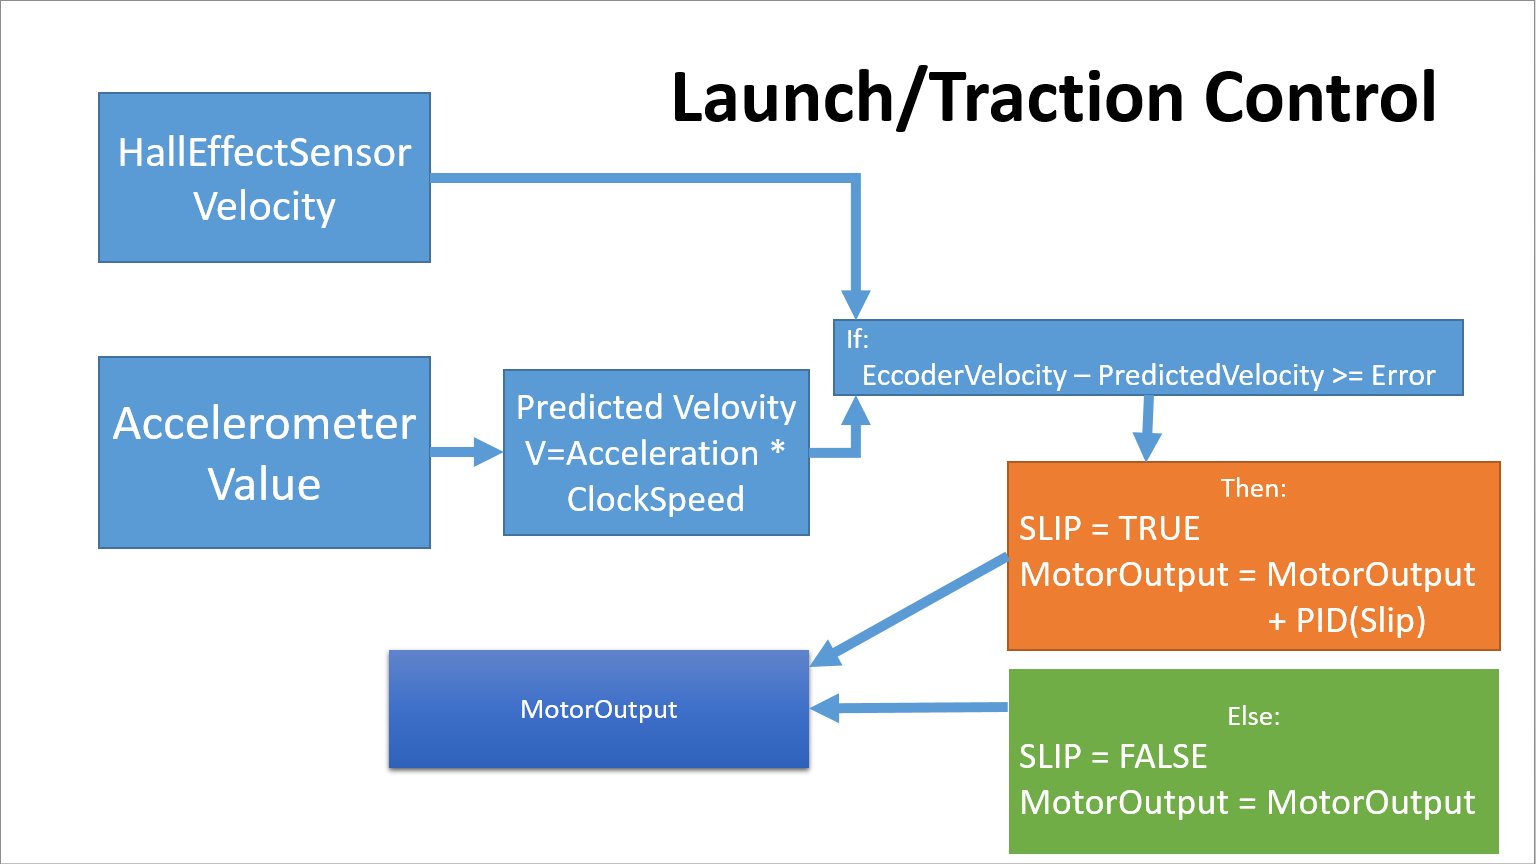 Launch/Traction Control
HallEffectSensor
Velocity
Accelerometer
Value
Predicted Velovity
V=Acceleration *
ClockSpeed
If:
EccoderVelocity – PredictedVelocity >= Error
Then:
SLIP = TRUE
MotorOutput = MotorOutput
+ PID(Slip)
Else:
SLIP = FALSE
MotorOutput = MotorOutput
MotorOutput